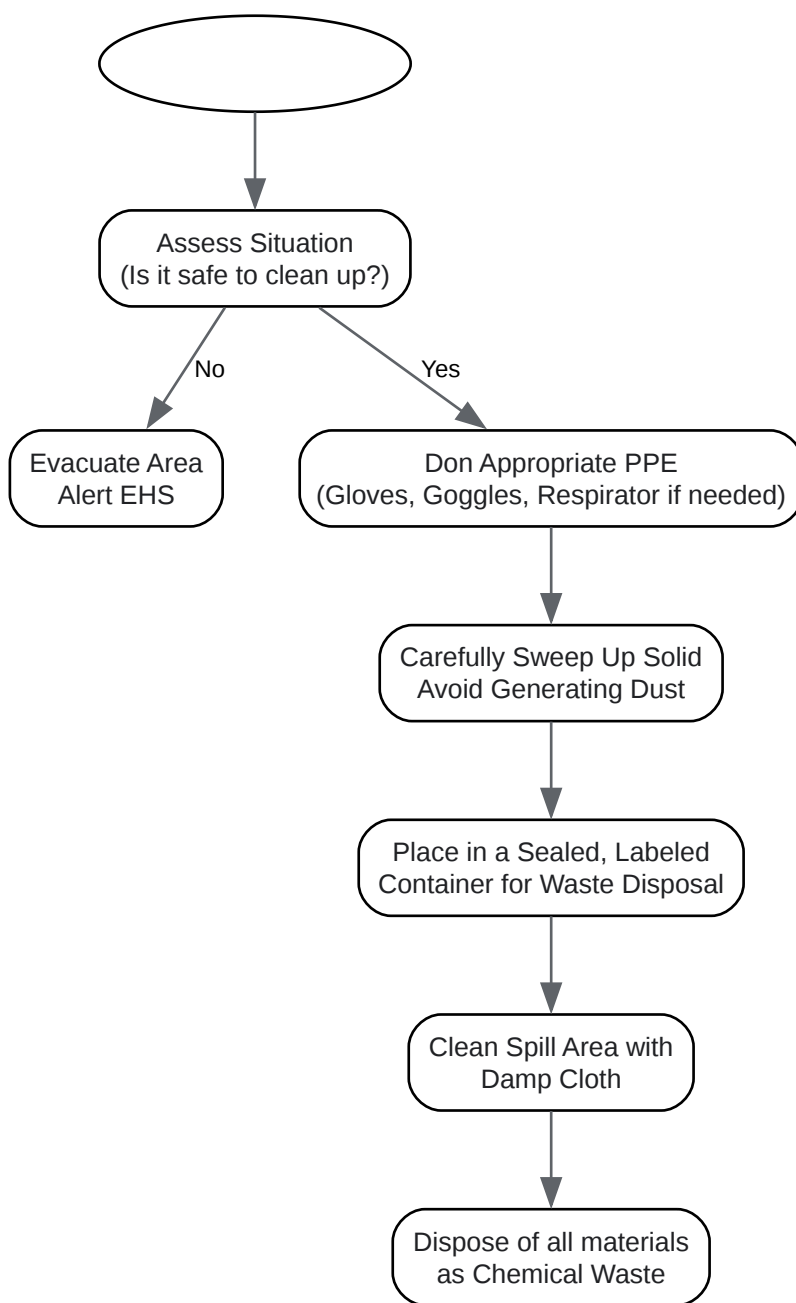 Assess Situation
(Is it safe to clean up?)
No
Yes
Evacuate Area
Alert EHS
Don Appropriate PPE
(Gloves, Goggles, Respirator if needed)
Carefully Sweep Up Solid
Avoid Generating Dust
Place in a Sealed, Labeled
Container for Waste Disposal
Clean Spill Area with
Damp Cloth
Dispose of all materials
as Chemical Waste